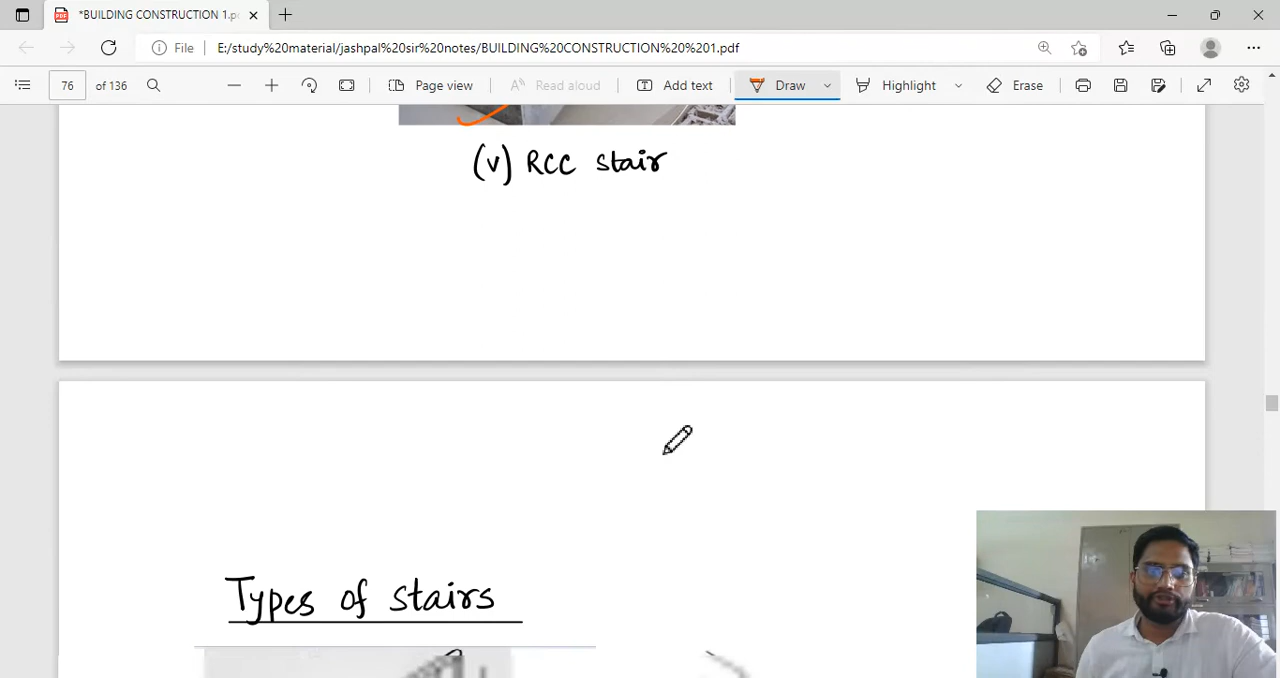 *BUILDING CONSTRUCTION 1.p
File
E:/study%20material/jashpal%20sir%20notes/BUILDING%20CONSTRUCTION%20%201.pdf
76
of 136
Page view
Read aloud
Add text
Draw
Highlight
Erase
(v) RCC stair
Types of stairs